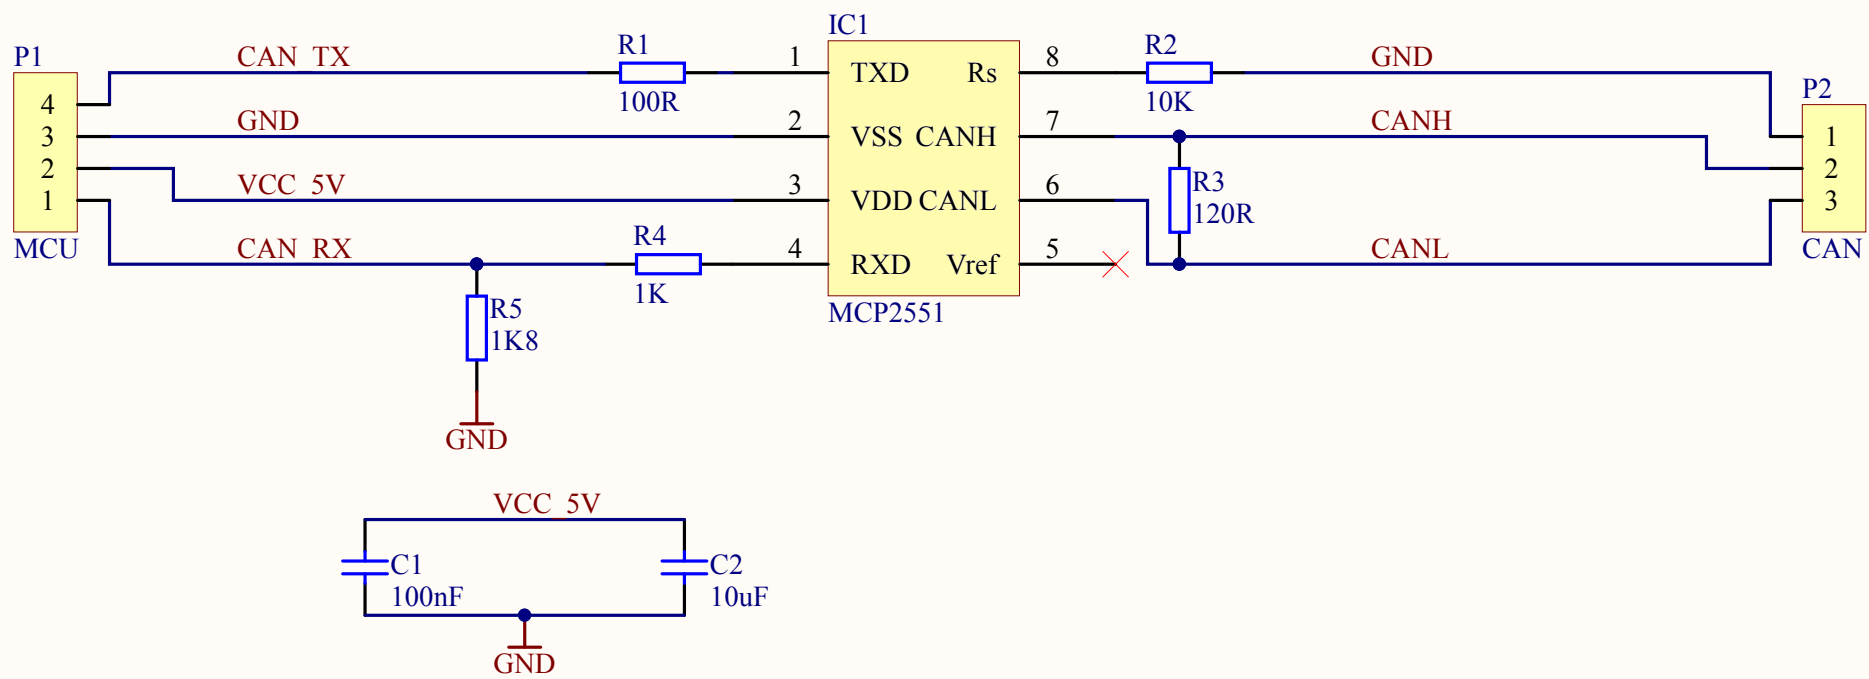 IC1
P1
CAN_TX
R1
100R
1
TXD
Rs
8
R2
10K
GND
P2
4
3
2
1
MCU
GND
2
VSS
CANH
7
CANH
1
2
3
CAN
VCC_5V
3
VDD
CANL
6
R3
120R
CAN_RX
R4
1K
4
RXD
Vref
5
CANL
MCP2551
R5
1K8
GND
VCC_5V
C1
100nF
C2
10uF
GND